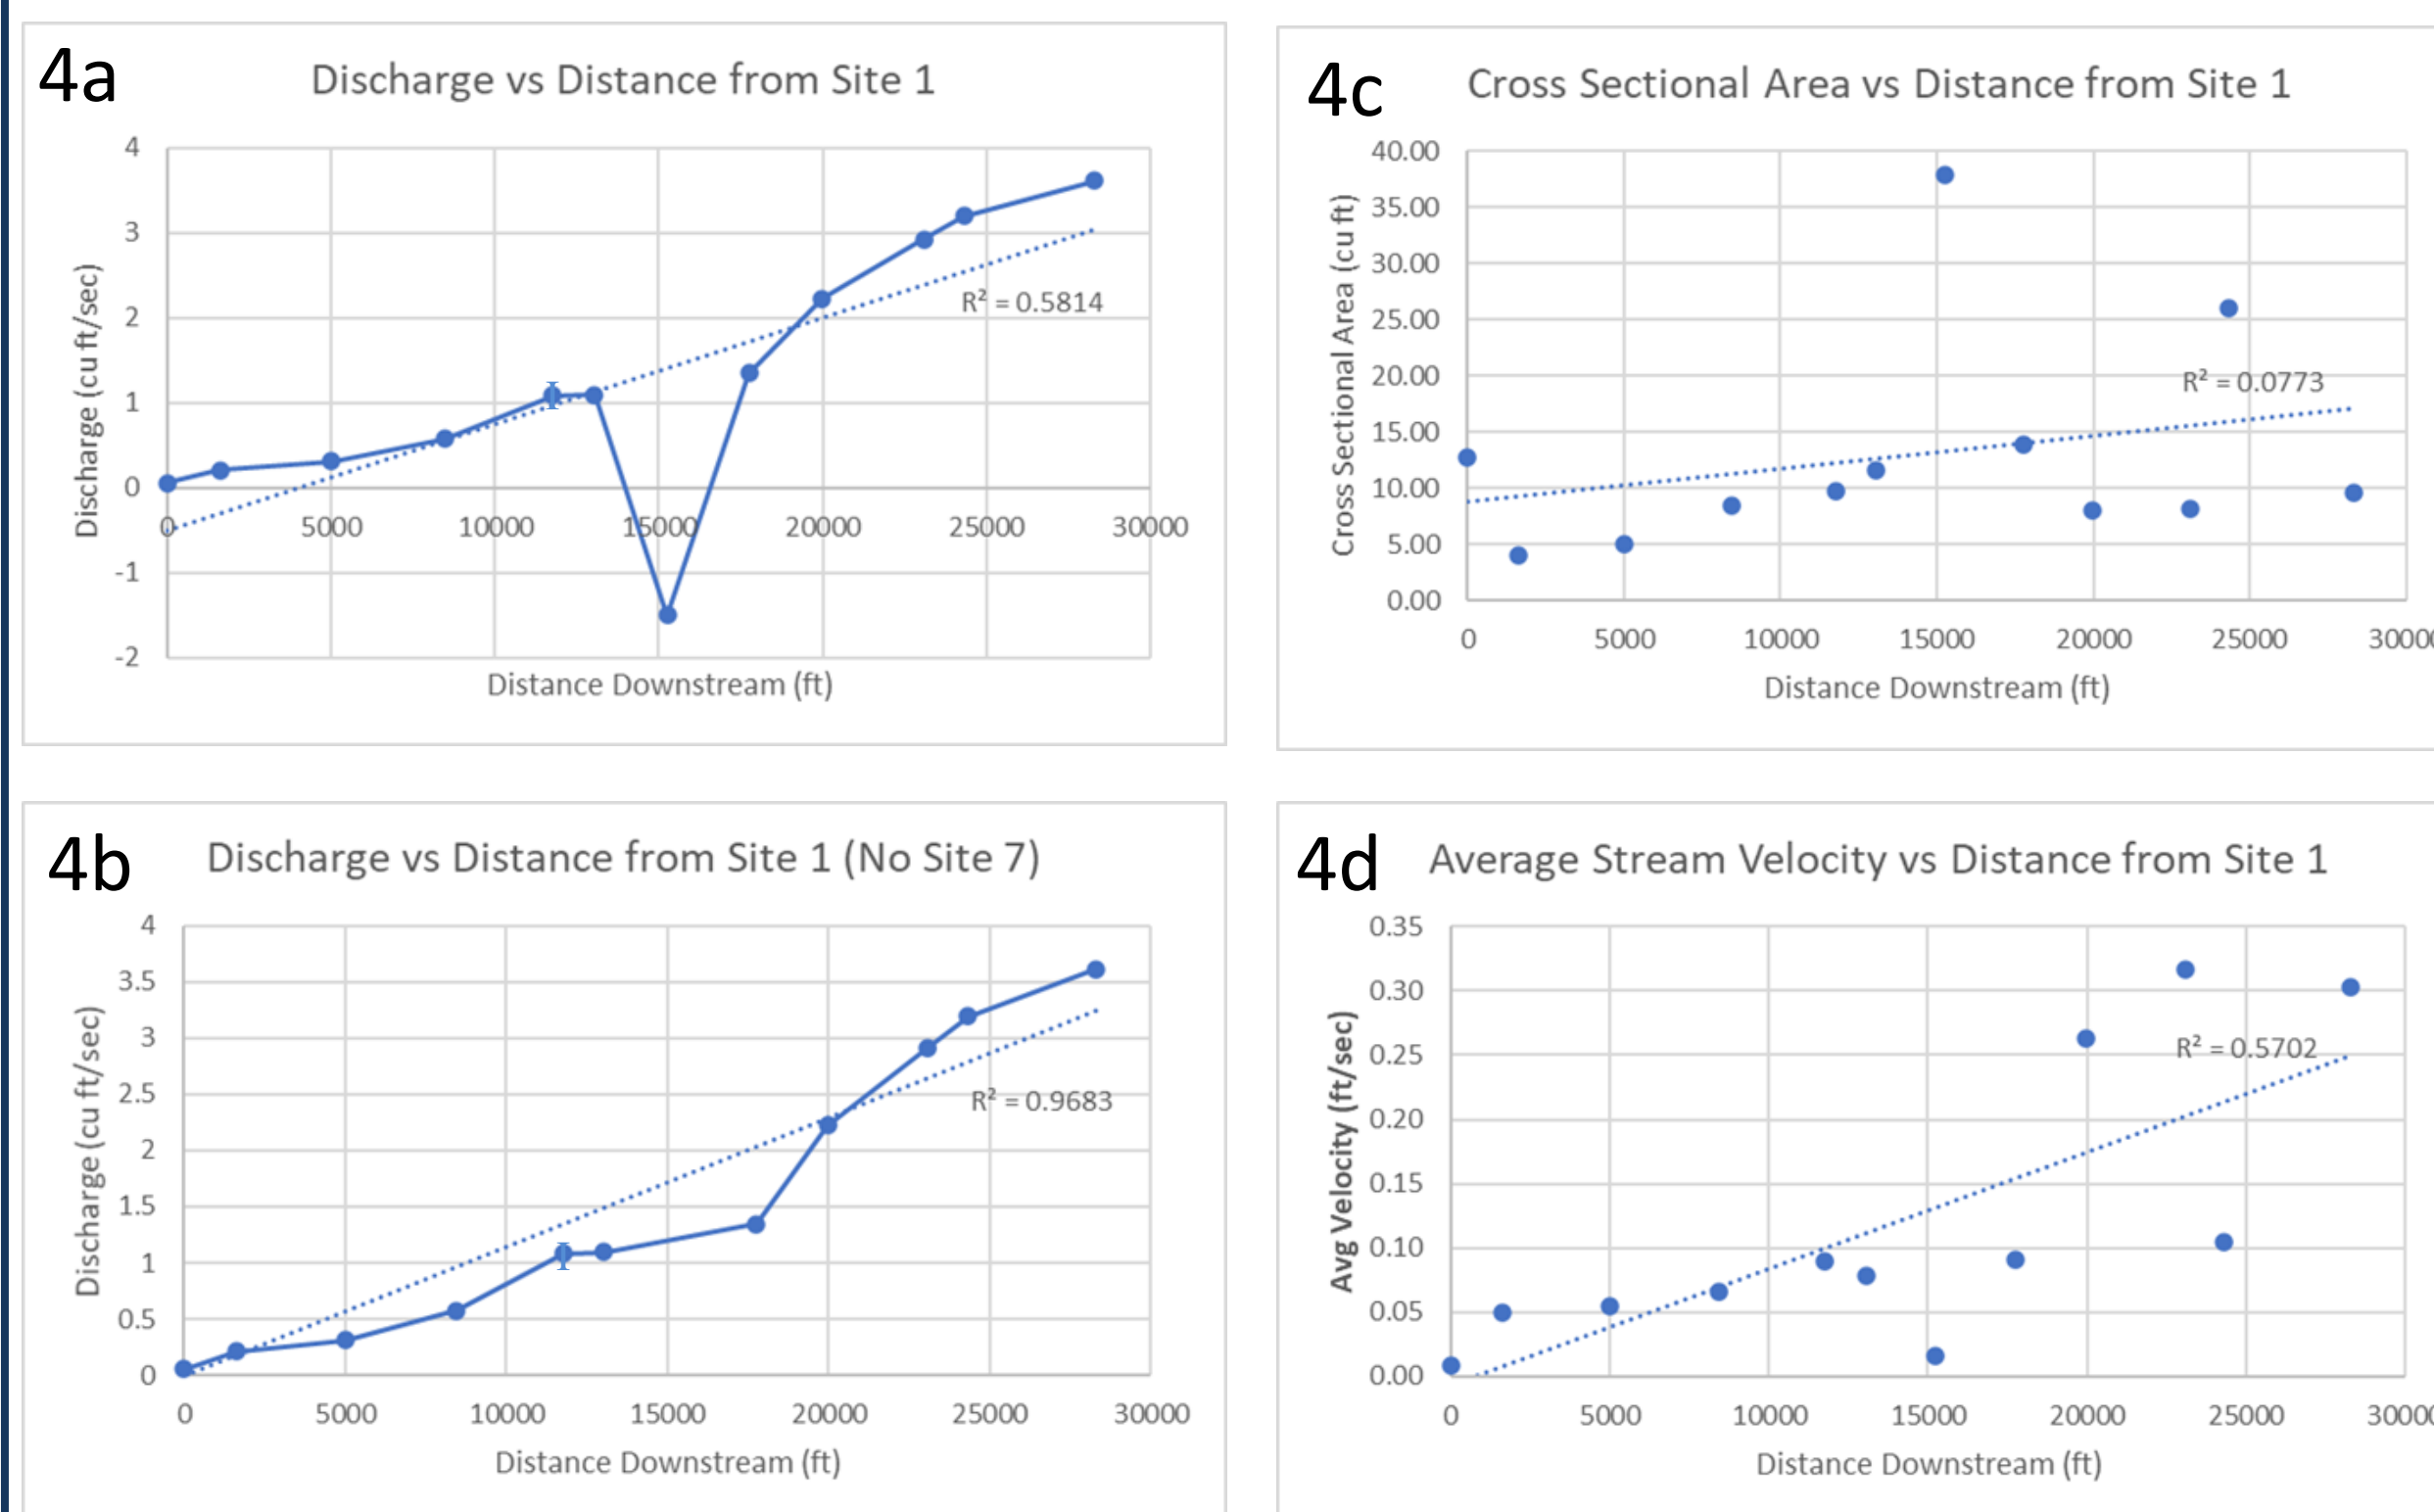 4a
Discharge vs Distance from Site 1
Discharge (cu ft/sec)
4
3
2
1
0
-1
-2
0 5000 10000 15000 20000 25000 30000
R² = 0.5814
Distance Downstream (ft)
4c
Cross Sectional Area vs Distance from Site 1
Cross Sectional Area (cu ft)
40.00
35.00
30.00
25.00
20.00
15.00
10.00
5.00
0.00
R² = 0.0773
0 5000 10000 15000 20000 25000 3000
Distance Downstream (ft)
4b
Discharge vs Distance from Site 1 (No Site 7)
Discharge (cu ft/sec)
4
3.5
3
2.5
2
1.5
1
0.5
0
R² = 0.9683
0 5000 10000 15000 20000 25000 30000
Distance Downstream (ft)
4d
Average Stream Velocity vs Distance from Site 1
Avg Velocity (ft/sec)
0.35
0.30
0.25
0.20
0.15
0.10
0.05
0.00
R² = 0.5702
0 5000 10000 15000 20000 25000 3000
Distance Downstream (ft)